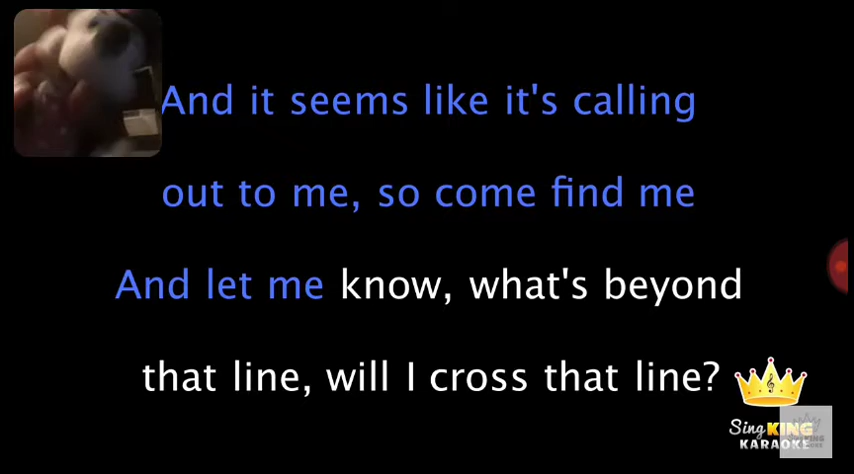 And it seems like it's calling
out to me, so come find me
And let me know, what's beyond
that line, will I cross that line?
Sing KING
KARAOKE